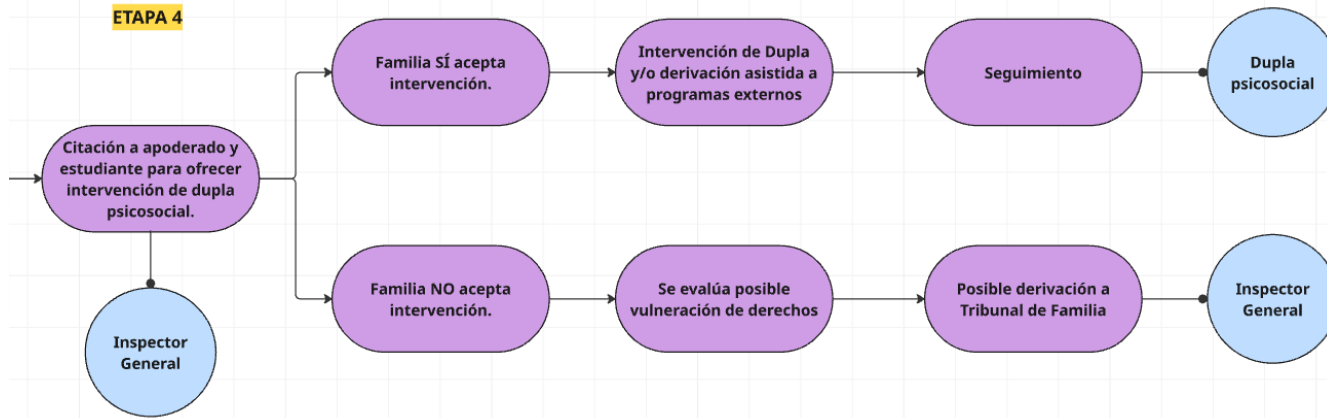 ETAPA 4
Familia SÍ acepta
intervención.
Intervención de Dupla
y/o derivación asistida a
programas externos
Seguimiento
Dupla
psicosocial
Citación a apoderado y
estudiante para ofrecer
intervención de dupla
psicosocial.
Inspector
General
Familia NO acepta
intervención.
Se evalúa posible
vulneración de derechos
Posible derivación a
Tribunal de Familia
Inspector
General